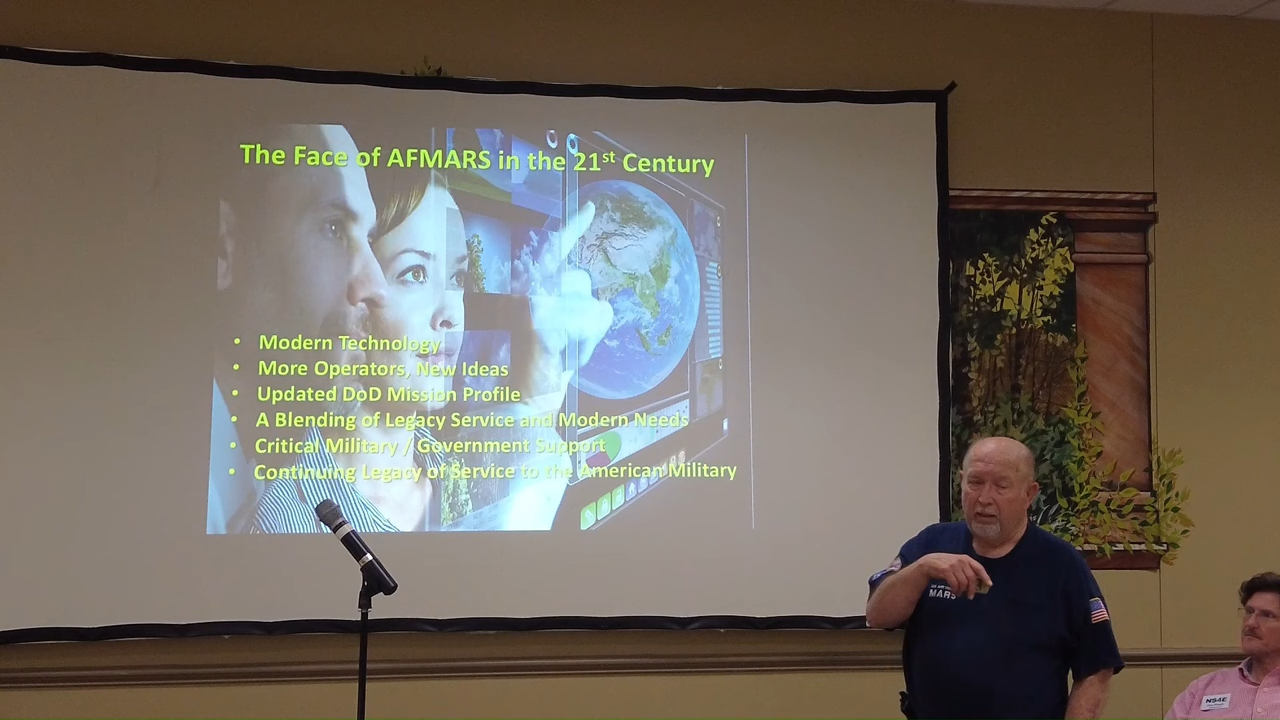 The Face of AFMARS in the 21st Century
• Modern Technology
• More Operators, New Ideas
• Updated DoD Mission Profile
• A Blending of Legacy Service and Modern Needs
• Critical Military / Government Support
• Continuing Legacy of Service to the American Military
MARS
NS4E